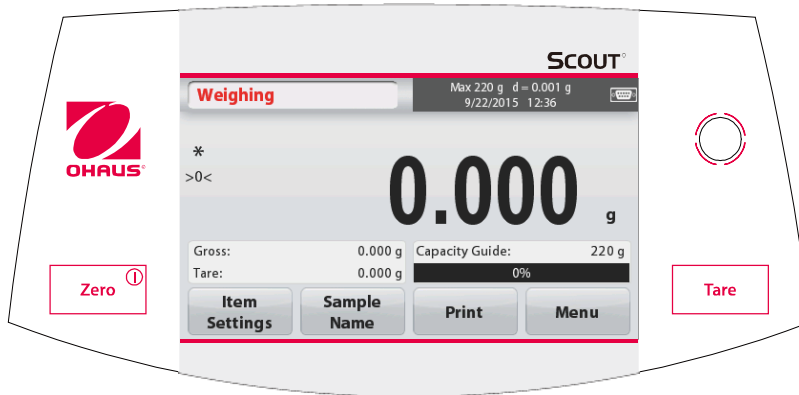 SCOUT
Weighing
Max 220 g d = 0.001 g
9/22/2015 12:36
OHAUS
*
>0<
0.000 g
Gross: 0.000 g
Tare: 0.000 g
Capacity Guide: 220 g
0%
Zero
Tare
Item Settings
Sample Name
Print
Menu